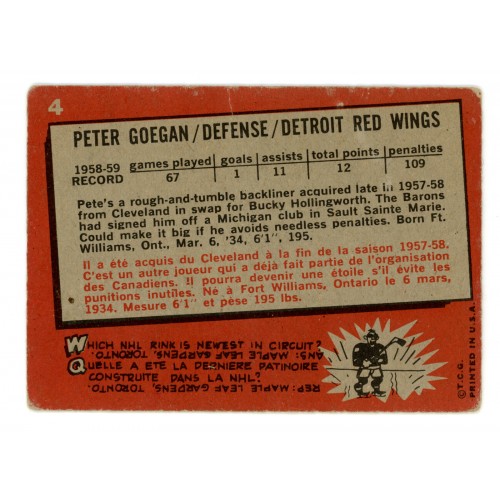 4
PETER GOEGAN/DEFENSE/DETROIT RED WINGS
1958-59 RECORD
games played goals assists total points penalties
67 1 11 12 109
Pete's a rough-and-tumble backliner acquired late in 1957-58
from Cleveland in swap for Bucky Hollingworth. The Barons
had signed him off a Michigan club in Sault Sainte Marie.
Could make it big if he avoids needless penalties. Born Ft.
Williams, Ont., Mar. 6, '34, 6'1", 195.
Il a été acquis du Cleveland à la fin de la saison 1957-58.
C'est un autre joueur qui a déjà fait partie de l'organisation
des Canadiens. Il pourra devenir une étoile s'il évite les
punitions inutiles. Né à Fort Williams, Ontario le 6 mars,
1934. Mesure 6'1" et pèse 195 lbs.
WHICH NHL RINK IS NEWEST IN CIRCUIT?
ANS: MAPLE LEAF GARDENS, TORONTO.
QUELLE A ETE LA DERNIERE PATINOIRE
CONSTRUITE DANS LA NHL?
REP: MAPLE LEAF GARDENS, TORONTO.
©T.C.G. PRINTED IN U.S.A.